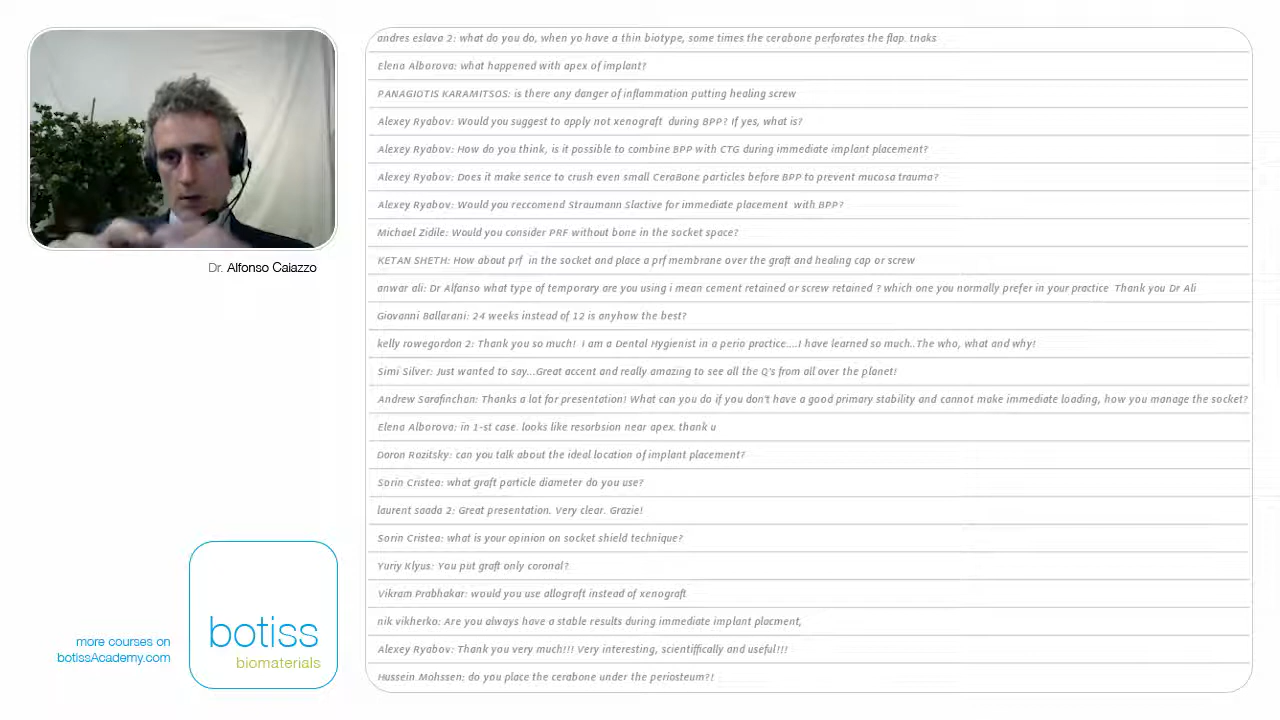 Dr. Alfonso Caiazzo
more courses on
botissAcademy.com
botiss
biomaterials
andres eslava 2: what do you do, when yo have a thin biotype, some times the cerabone perforates the flap. tnaks
Elena Alborova: what happened with apex of implant?
PANAGIOTIS KARAMITSOS: is there any danger of inflammation putting healing screw
Alexey Ryabov: Would you suggest to apply not xenograft during BPP? If yes, what is?
Alexey Ryabov: How do you think, is it possible to combine BPP with CTG during immediate implant placement?
Alexey Ryabov: Does it make sence to crush even small CeraBone particles before BPP to prevent mucosa trauma?
Alexey Ryabov: Would you reccomend Straumann Slactive for immediate placement with BPP?
Michael Zidile: Would you consider PRF without bone in the socket space?
KETAN SHETH: How about prf in the socket and place a prf membrane over the graft and healing cap or screw
anwar ali: Dr Alfanso what type of temporary are you using i mean cement retained or screw retained ? which one you normally prefer in your practice Thank you Dr Ali
Giovanni Ballarani: 24 weeks instead of 12 is anyhow the best?
kelly rowegordon 2: Thank you so much! I am a Dental Hygienist in a perio practice....I have learned so much..The who, what and why!
Simi Silver: Just wanted to say...Great accent and really amazing to see all the Q's from all over the planet!
Andrew Sarafinchan: Thanks a lot for presentation! What can you do if you don't have a good primary stability and cannot make immediate loading, how you manage the socket?
Elena Alborova: in 1-st case. looks like resorbsion near apex. thank u
Doron Rozitsky: can you talk about the ideal location of implant placement?
Sorin Cristea: what graft particle diameter do you use?
laurent saada 2: Great presentation. Very clear. Grazie!
Sorin Cristea: what is your opinion on socket shield technique?
Yuriy Klyus: You put graft only coronal?
Vikram Prabhakar: would you use allograft instead of xenograft
nik vikherko: Are you always have a stable results during immediate implant placment,
Alexey Ryabov: Thank you very much!!! Very interesting, scientiffically and useful!!!
Hussein Mohssen: do you place the cerabone under the periosteum?!